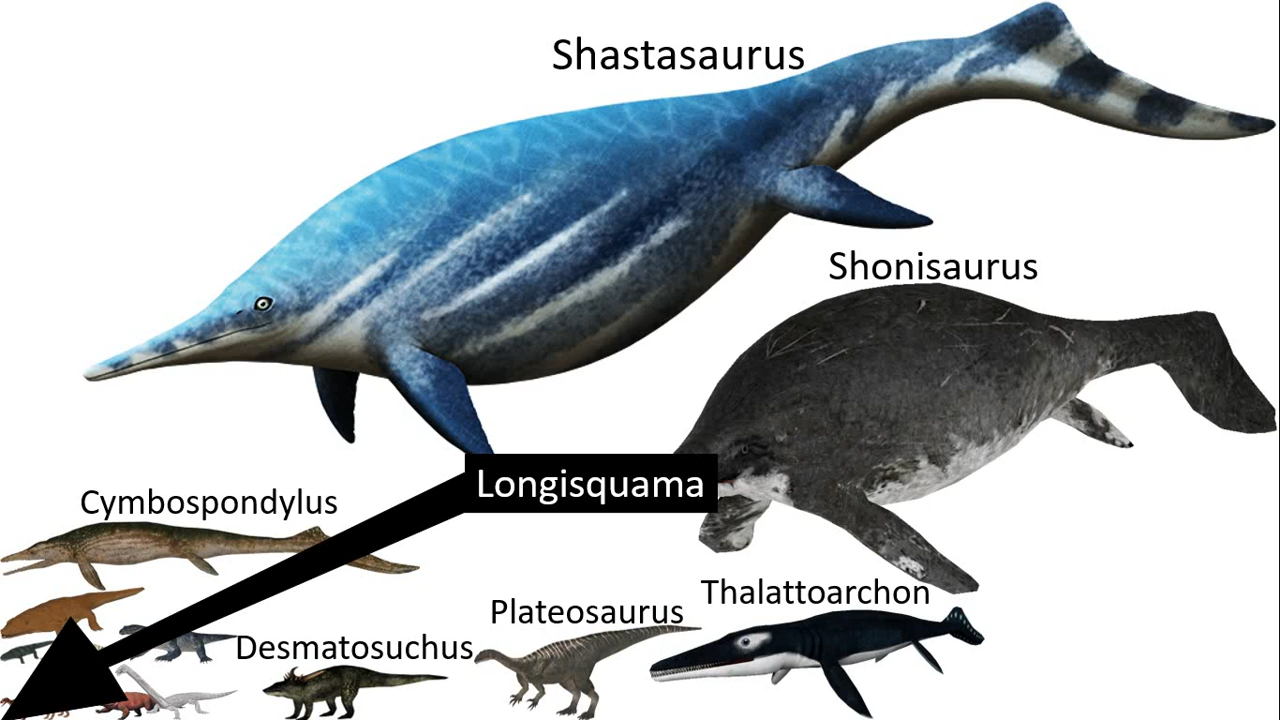 Shastasaurus
Shonisaurus
Longisquama
Cymbospondylus
Thalattoarchon
Plateosaurus
Desmatosuchus